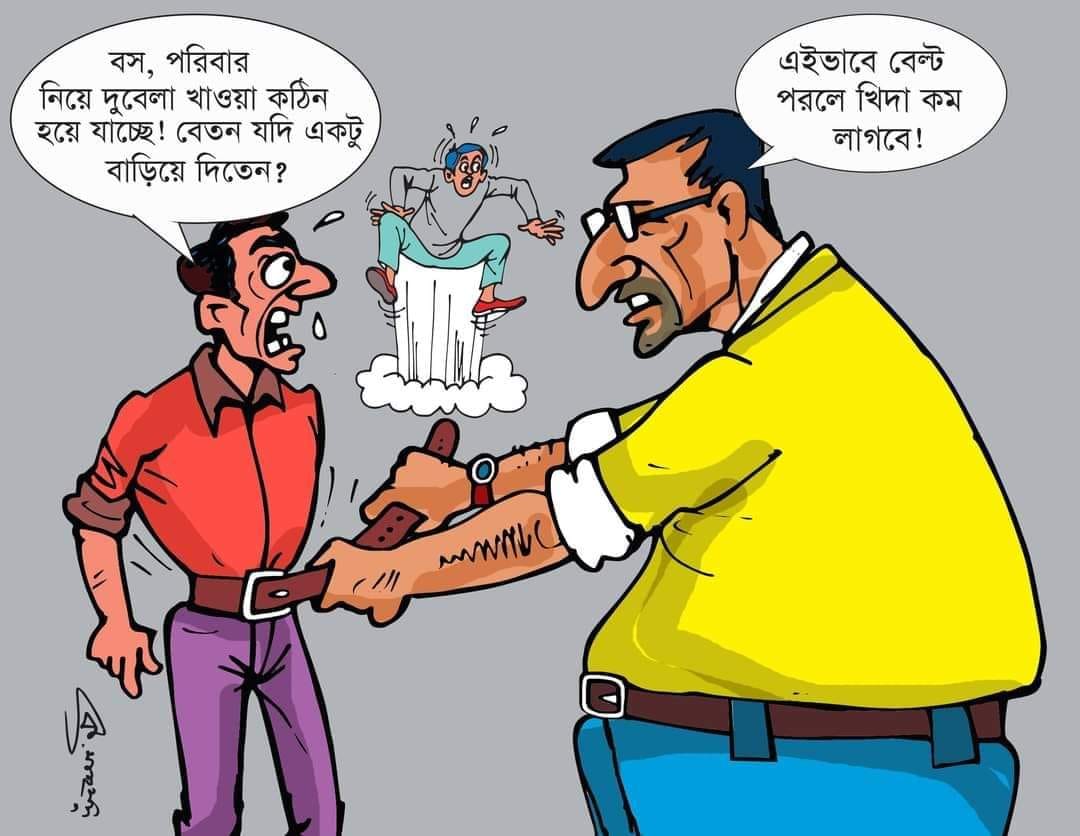 বস, পরিবার
নিয়ে দুবেলা খাওয়া কঠিন
হয়ে যাচ্ছে! বেতন যদি একটু
বাড়িয়ে দিতেন?
এইভাবে বেল্ট
পরলে খিদা কম
লাগবে!